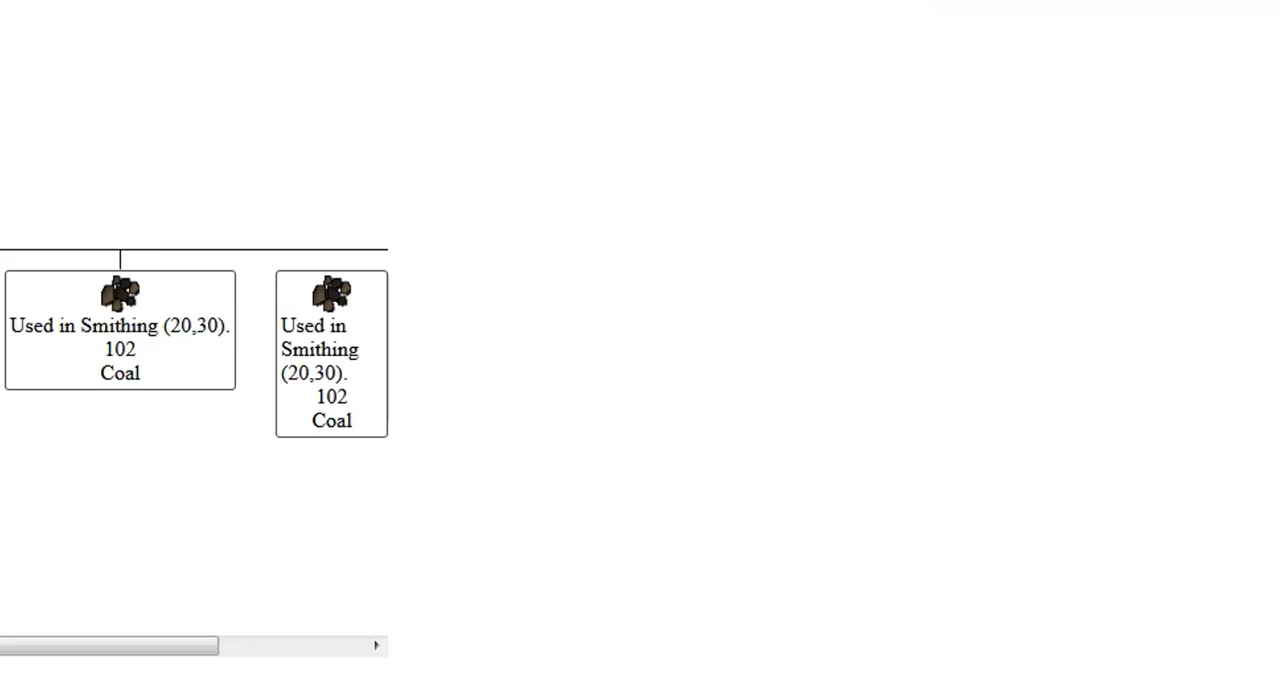 Used in Smithing (20,30).
102
Coal
Used in
Smithing
(20,30).
102
Coal